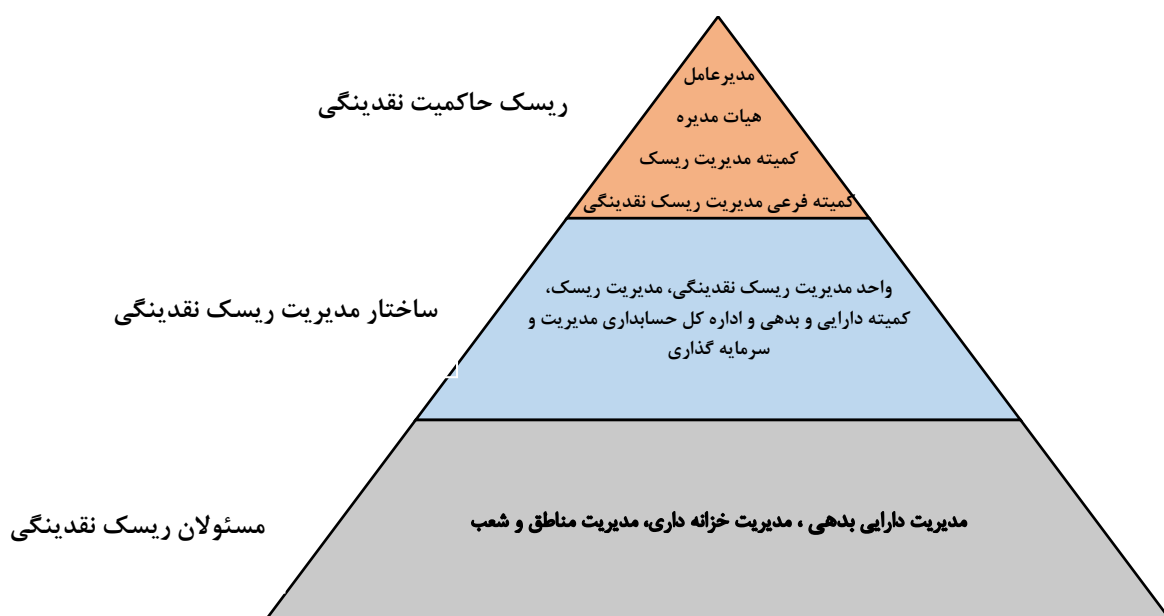 ریسک حاکمیت نقدینگی
مدیرعامل
هیات مدیره
کمیته مدیریت ریسک
کمیته فرعی مدیریت ریسک نقدینگی
ساختار مدیریت ریسک نقدینگی
واحد مدیریت ریسک نقدینگی، مدیریت ریسک،
کمیته دارایی و بدهی و اداره کل حسابداری مدیریت و
سرمایه گذاری
مسئولان ریسک نقدینگی
مدیریت دارایی بدهی ، مدیریت خزانه داری، مدیریت مناطق و شعب